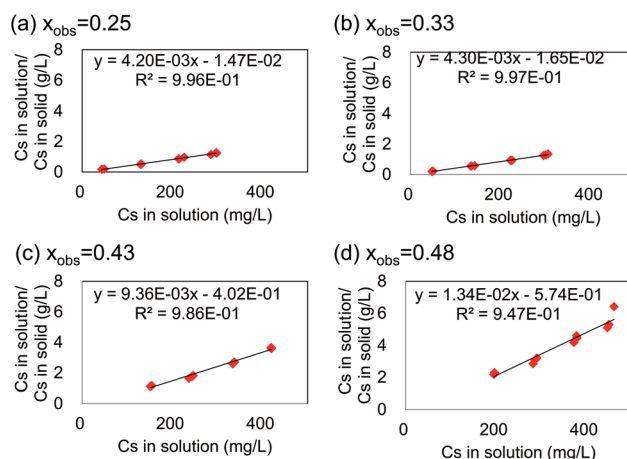 (a) x_obs=0.25
y = 4.20E-03x - 1.47E-02
R² = 9.96E-01
Cs in solution/
Cs in solid (g/L)
8
6
4
2
0
0
200
400
Cs in solution (mg/L)
(b) x_obs=0.33
y = 4.30E-03x - 1.65E-02
R² = 9.97E-01
Cs in solution/
Cs in solid (g/L)
8
6
4
2
0
0
200
400
Cs in solution (mg/L)
(c) x_obs=0.43
y = 9.36E-03x - 4.02E-01
R² = 9.86E-01
Cs in solution/
Cs in solid (g/L)
8
6
4
2
0
0
200
400
Cs in solution (mg/L)
(d) x_obs=0.48
y = 1.34E-02x - 5.74E-01
R² = 9.47E-01
Cs in solution/
Cs in solid (g/L)
8
6
4
2
0
0
200
400
Cs in solution (mg/L)